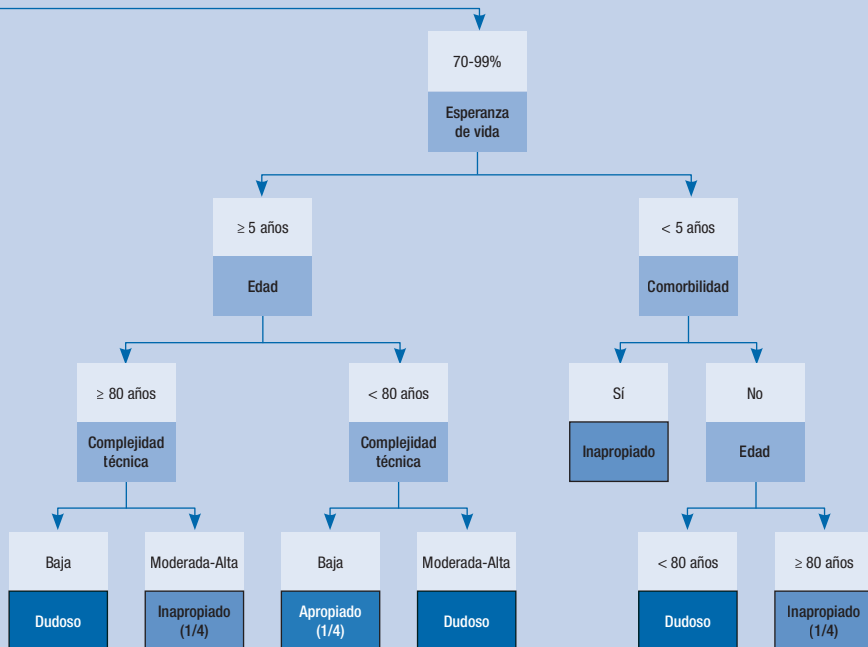 70-99%
Esperanza
de vida
≥ 5 años
Edad
< 5 años
Comorbilidad
≥ 80 años
Complejidad
técnica
< 80 años
Complejidad
técnica
Sí
Inapropiado
No
Edad
Baja
Dudoso
Moderada-Alta
Inapropiado
(1/4)
Baja
Apropiado
(1/4)
Moderada-Alta
Dudoso
< 80 años
Dudoso
≥ 80 años
Inapropiado
(1/4)